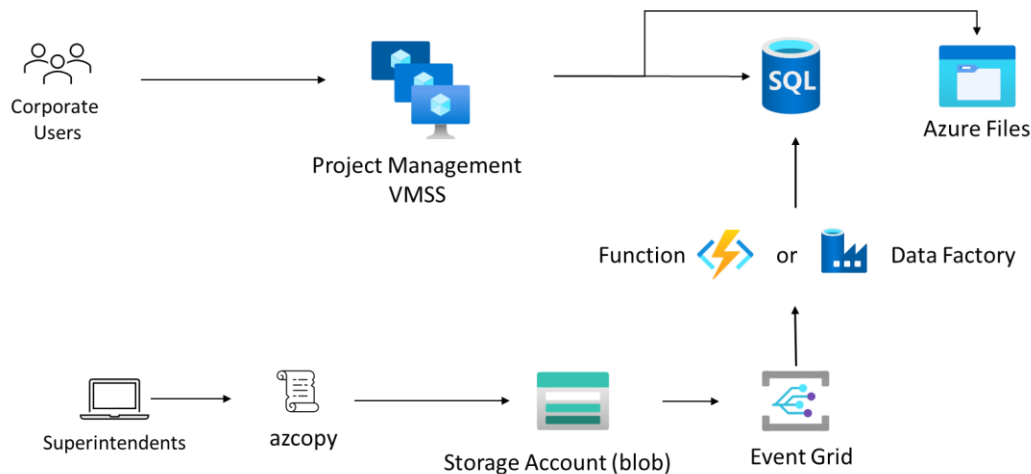 SQL
Corporate
Users
Azure Files
Project Management
VMSS
Function
or
Data Factory
azcopy
Superintendents
Storage Account (blob)
Event Grid